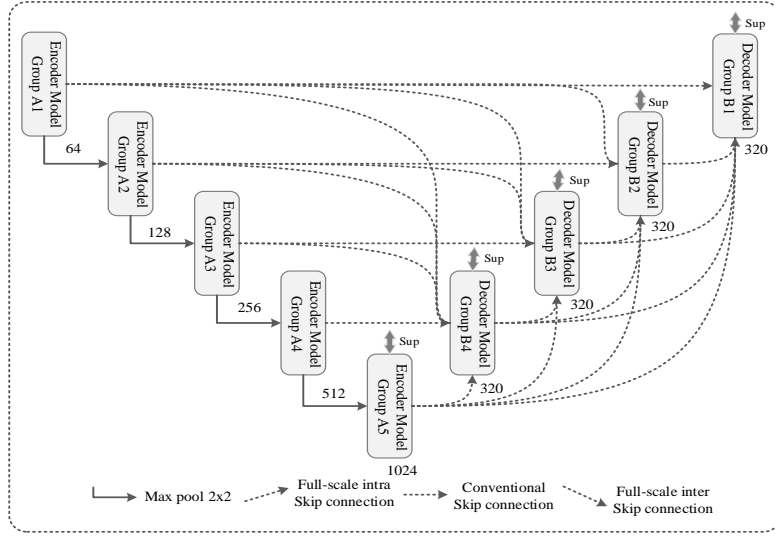 Sup
Encoder Model
Group A1
Decoder Model
Group B1
Sup
64
Encoder Model
Group A2
Decoder Model
Group B2
320
Sup
128
Encoder Model
Group A3
Decoder Model
Group B3
320
Sup
256
Encoder Model
Group A4
Decoder Model
Group B4
320
Sup
512
Encoder Model
Group A5
320
1024
Max pool 2x2
Full-scale intra
Skip connection
Conventional
Skip connection
Full-scale inter
Skip connection